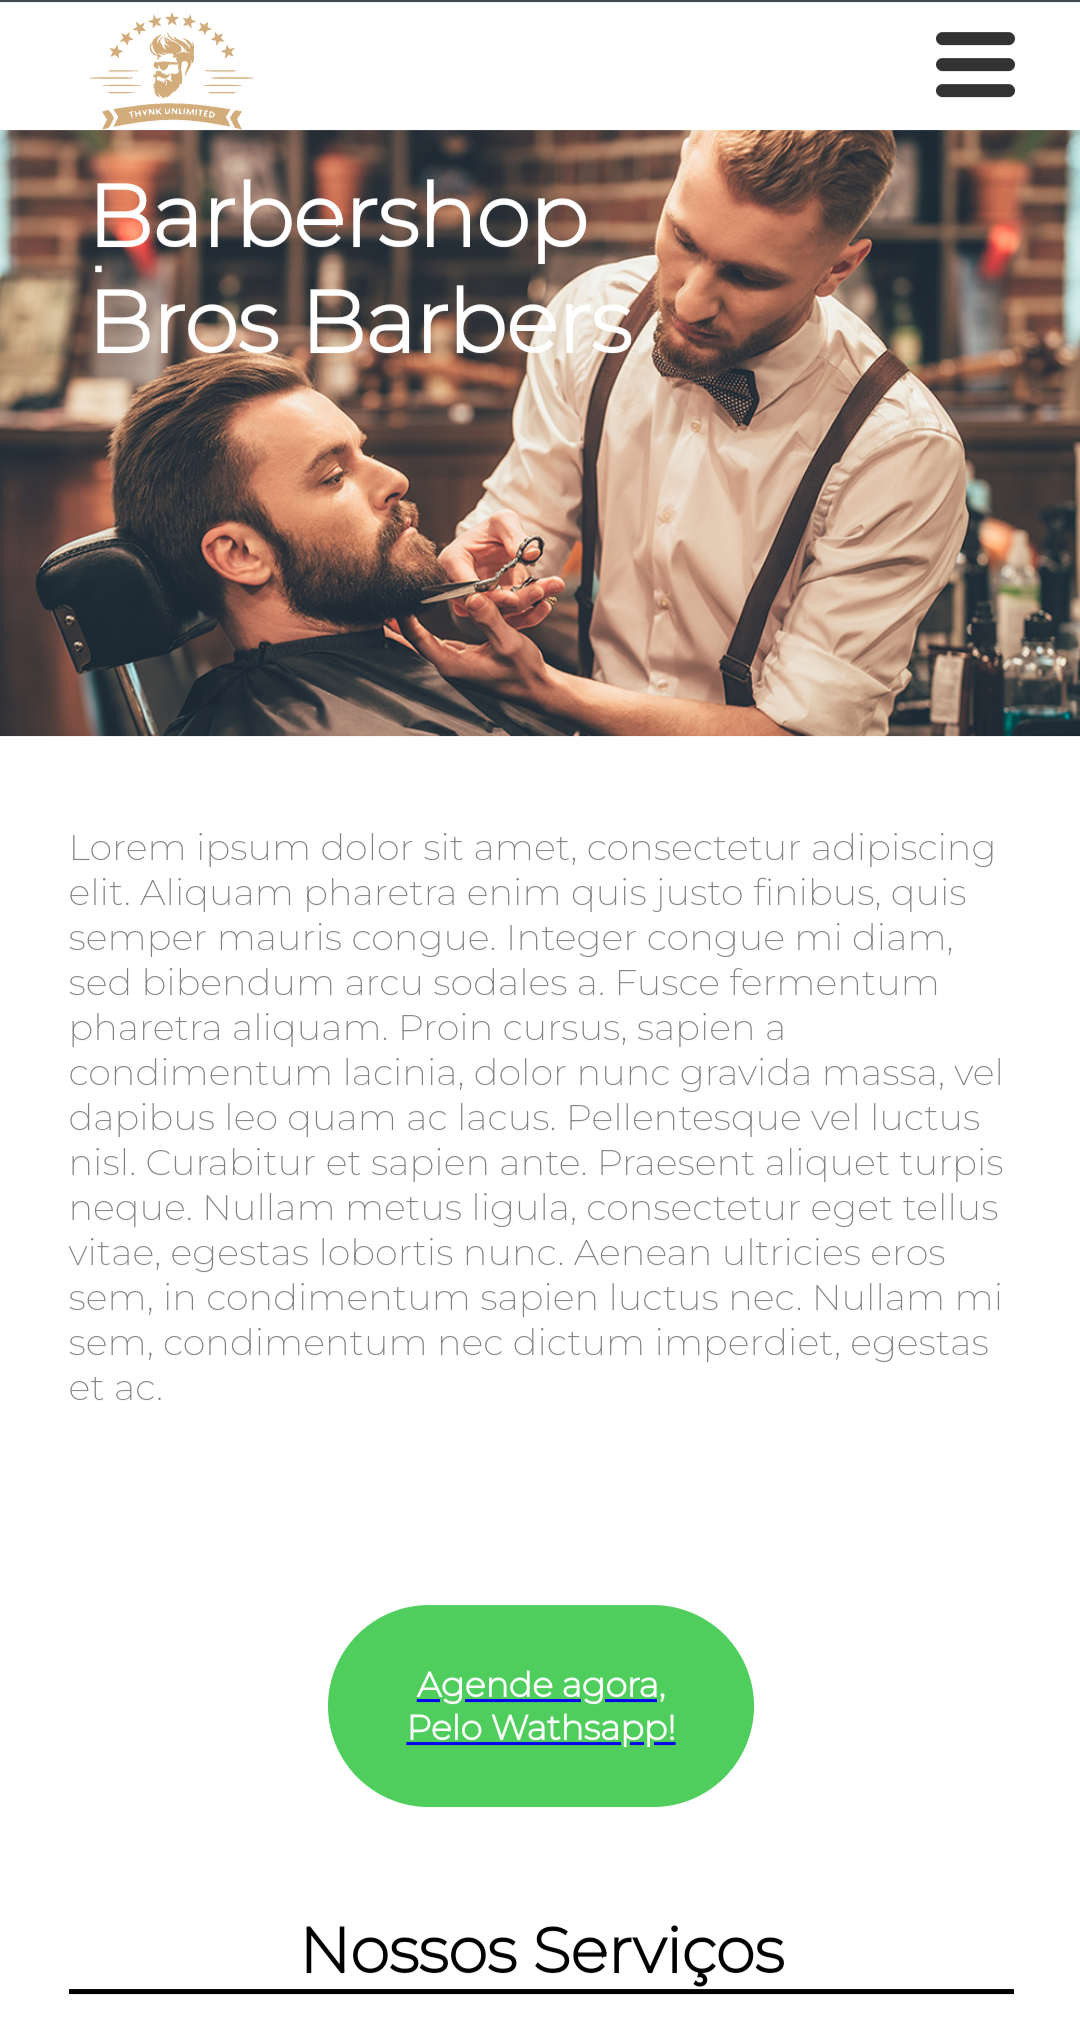 THYNK UNLIMITED
Barbershop
Bros Barbers
Lorem ipsum dolor sit amet, consectetur adipiscing
elit. Aliquam pharetra enim quis justo finibus, quis
semper mauris congue. Integer congue mi diam,
sed bibendum arcu sodales a. Fusce fermentum
pharetra aliquam. Proin cursus, sapien a
condimentum lacinia, dolor nunc gravida massa, vel
dapibus leo quam ac lacus. Pellentesque vel luctus
nisl. Curabitur et sapien ante. Praesent aliquet turpis
neque. Nullam metus ligula, consectetur eget tellus
vitae, egestas lobortis nunc. Aenean ultricies eros
sem, in condimentum sapien luctus nec. Nullam mi
sem, condimentum nec dictum imperdiet, egestas
et ac.
Agende agora,
Pelo Wathsapp!
Nossos Serviços